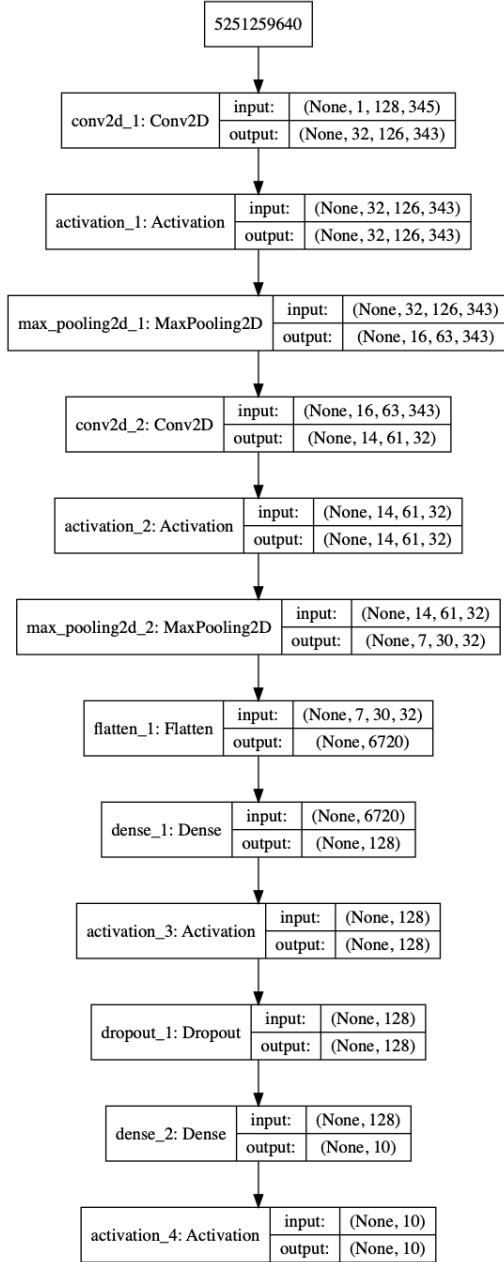 5251259640
conv2d_1: Conv2D
input: (None, 1, 128, 345)
output: (None, 32, 126, 343)
activation_1: Activation
input: (None, 32, 126, 343)
output: (None, 32, 126, 343)
max_pooling2d_1: MaxPooling2D
input: (None, 32, 126, 343)
output: (None, 16, 63, 343)
conv2d_2: Conv2D
input: (None, 16, 63, 343)
output: (None, 14, 61, 32)
activation_2: Activation
input: (None, 14, 61, 32)
output: (None, 14, 61, 32)
max_pooling2d_2: MaxPooling2D
input: (None, 14, 61, 32)
output: (None, 7, 30, 32)
flatten_1: Flatten
input: (None, 7, 30, 32)
output: (None, 6720)
dense_1: Dense
input: (None, 6720)
output: (None, 128)
activation_3: Activation
input: (None, 128)
output: (None, 128)
dropout_1: Dropout
input: (None, 128)
output: (None, 128)
dense_2: Dense
input: (None, 128)
output: (None, 10)
activation_4: Activation
input: (None, 10)
output: (None, 10)